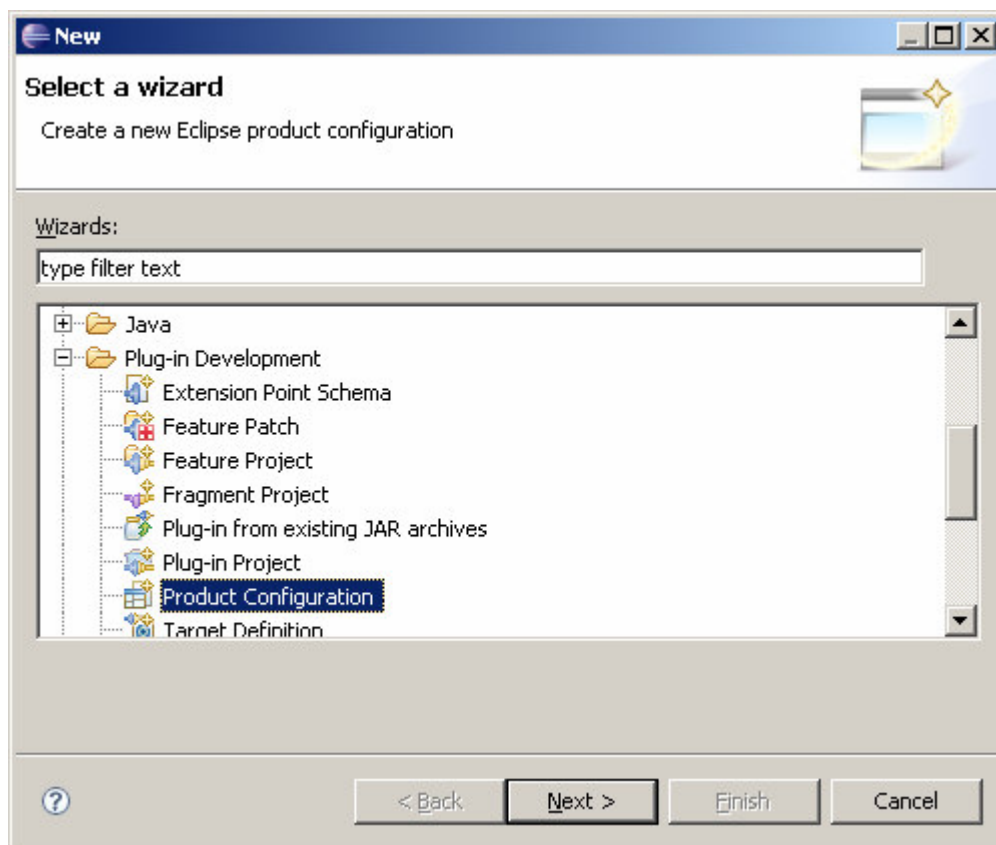 New
Select a wizard
Create a new Eclipse product configuration
Wizards:
type filter text
Java
Plug-in Development
Extension Point Schema
Feature Patch
Feature Project
Fragment Project
Plug-in from existing JAR archives
Plug-in Project
Product Configuration
Target Definition
< Back Next > Finish Cancel